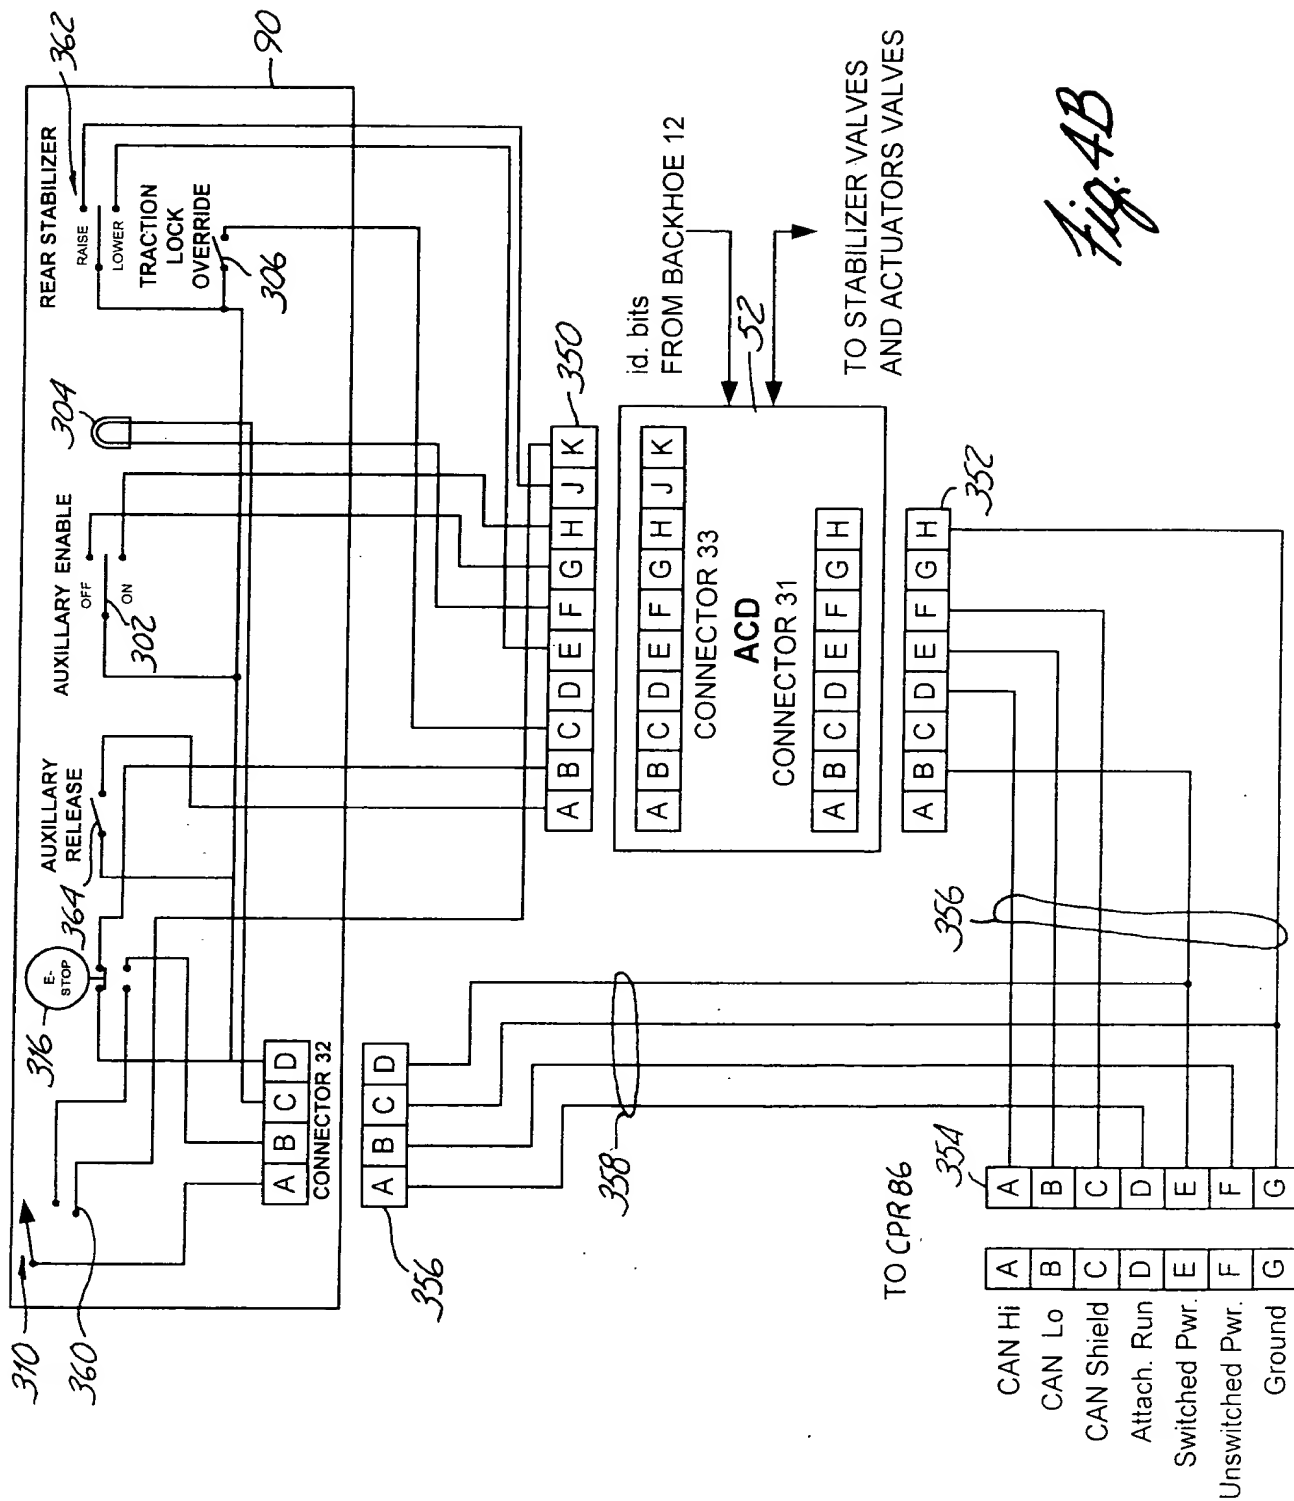 310
360
316
E-
STOP
364
AUXILLARY
RELEASE
AUXILLARY ENABLE
OFF
ON
302
304
REAR STABILIZER
RAISE
LOWER
362
TRACTION
LOCK
OVERRIDE
306
90
A B C D
CONNECTOR 32
A B C D
356
358
A B C D E F G H J K
350
A B C D E F G H J K
CONNECTOR 33
ACD
CONNECTOR 31
A B C D E F G H
52
id. bits
FROM BACKHOE 12
TO STABILIZER VALVES
AND ACTUATORS VALVES
A B C D E F G H
352
356
TO CPR 86
354
A B C D E F G
A B C D E F G
CAN Hi
CAN Lo
CAN Shield
Attach. Run
Switched Pwr.
Unswitched Pwr.
Ground
Fig. 4B